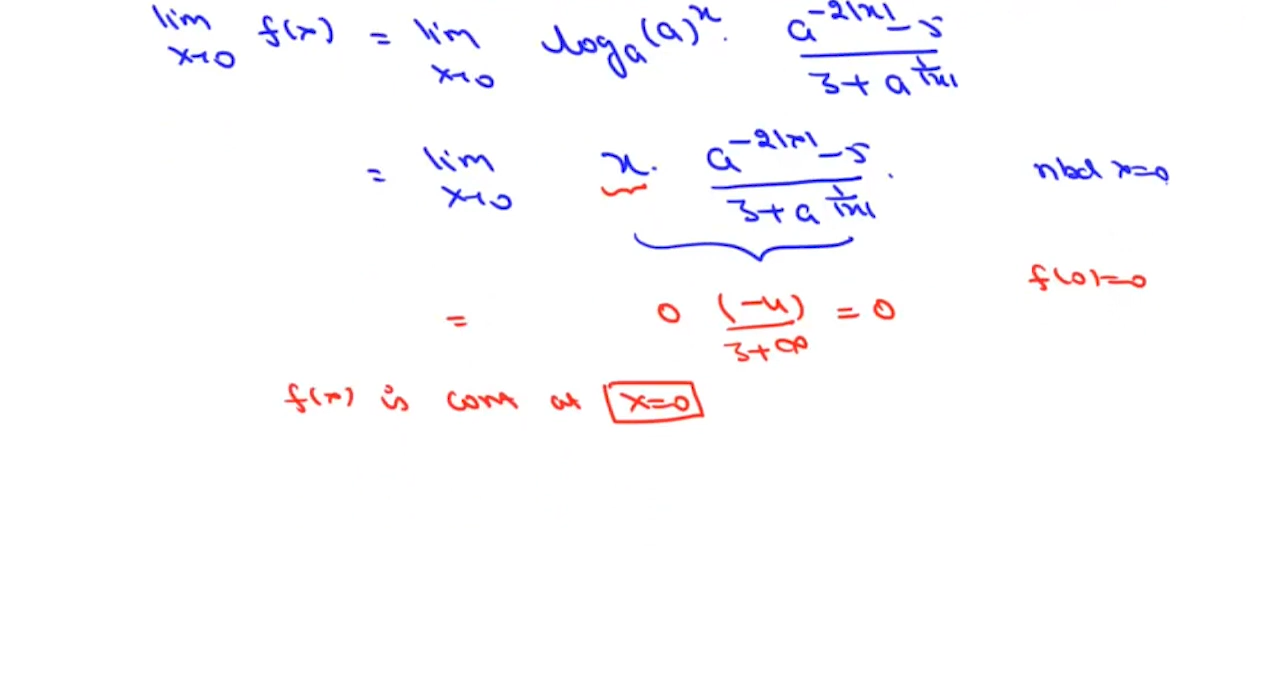 lim x→0 f(x) = lim x→0 log_a (a)^x · (a^(-2|x|) - 5)/(3 + a^(1/|x|))
= lim x→0 x · (a^(-2|x|) - 5)/(3 + a^(1/|x|)) . nbd x=0
f(0)=0
= 0 (-4)/(3+∞) = 0
f(x) is cont at x=0